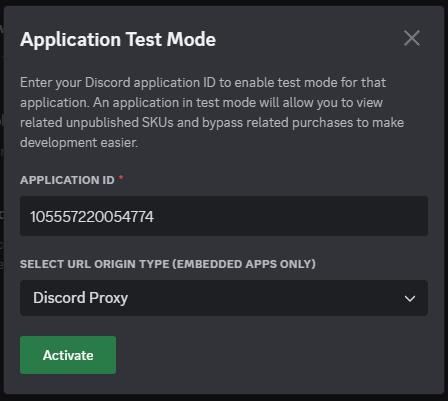 Application Test Mode
Enter your Discord application ID to enable test mode for that
application. An application in test mode will allow you to view
related unpublished SKUs and bypass related purchases to make
development easier.
APPLICATION ID *
105557220054774
SELECT URL ORIGIN TYPE (EMBEDDED APPS ONLY)
Discord Proxy
Activate